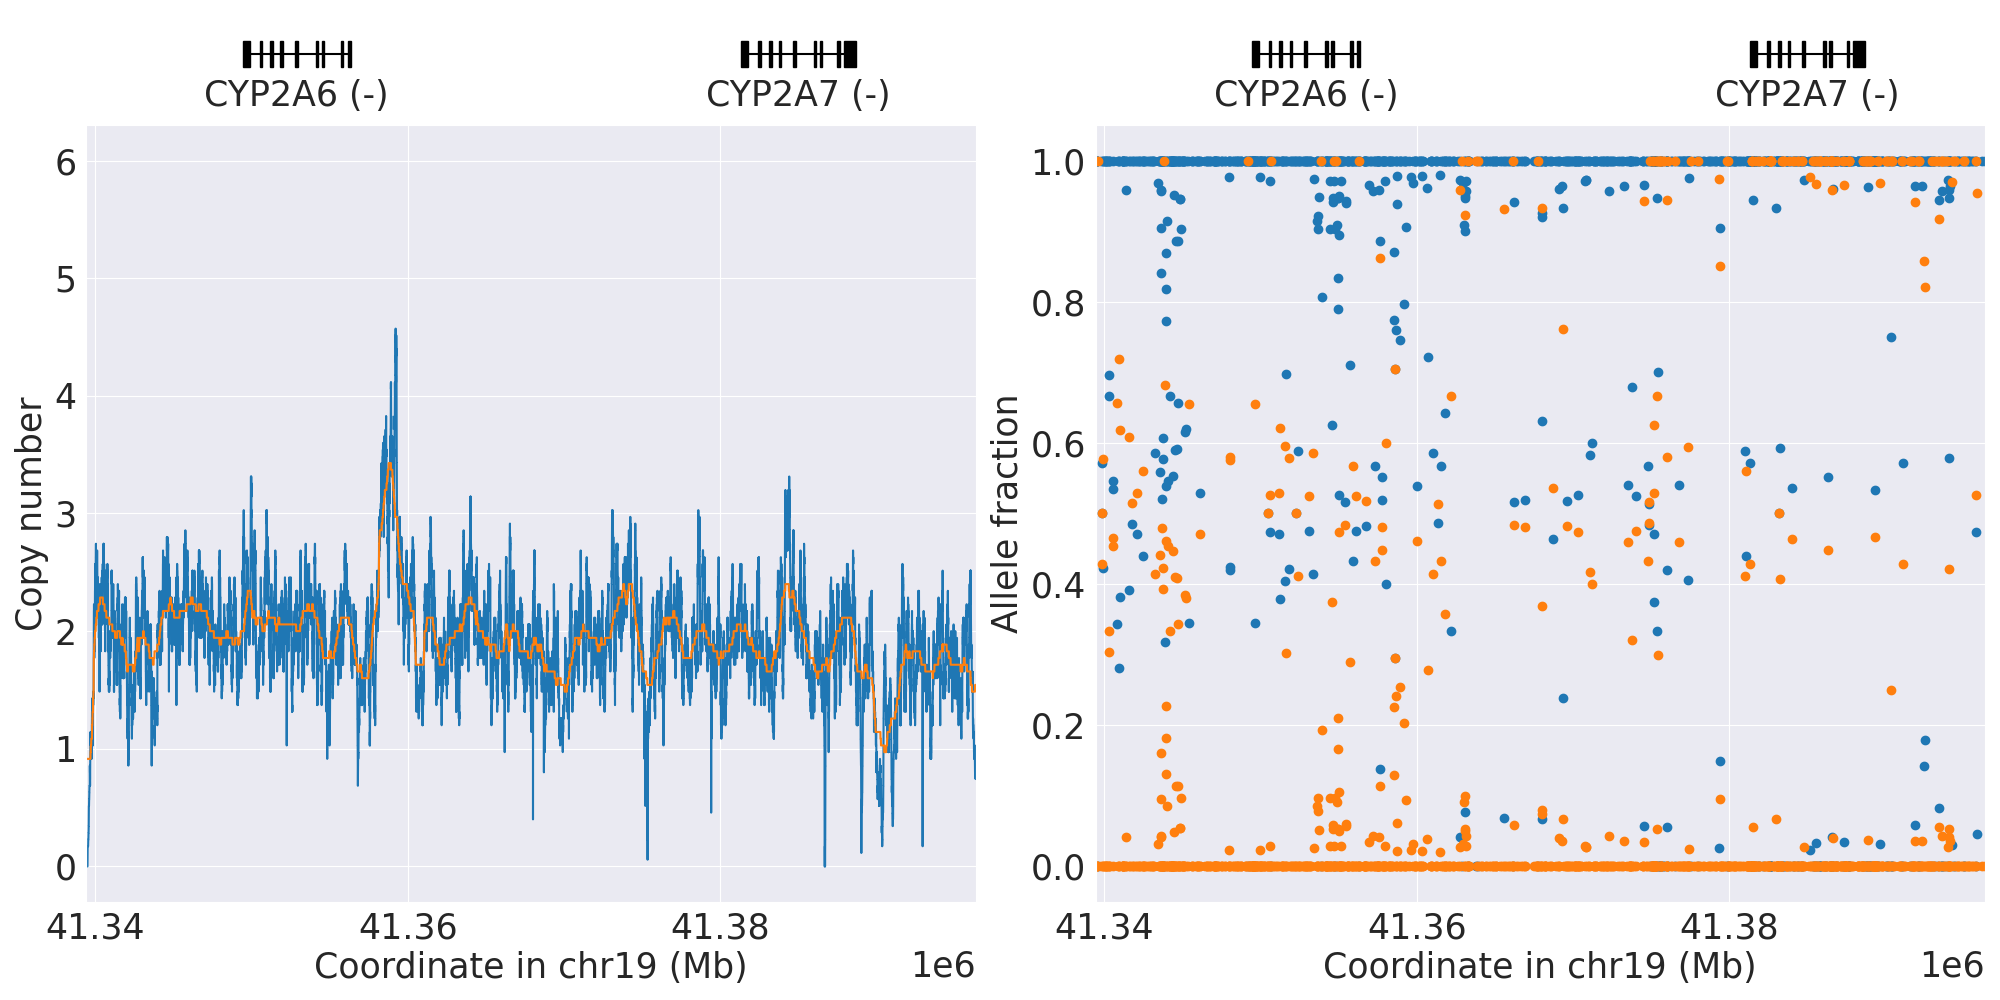 CYP2A6 (-)
CYP2A7 (-)
6
5
4
3
2
1
0
Copy number
41.34
41.36
41.38
Coordinate in chr19 (Mb)
1e6
CYP2A6 (-)
CYP2A7 (-)
1.0
0.8
0.6
0.4
0.2
0.0
Allele fraction
41.34
41.36
41.38
Coordinate in chr19 (Mb)
1e6